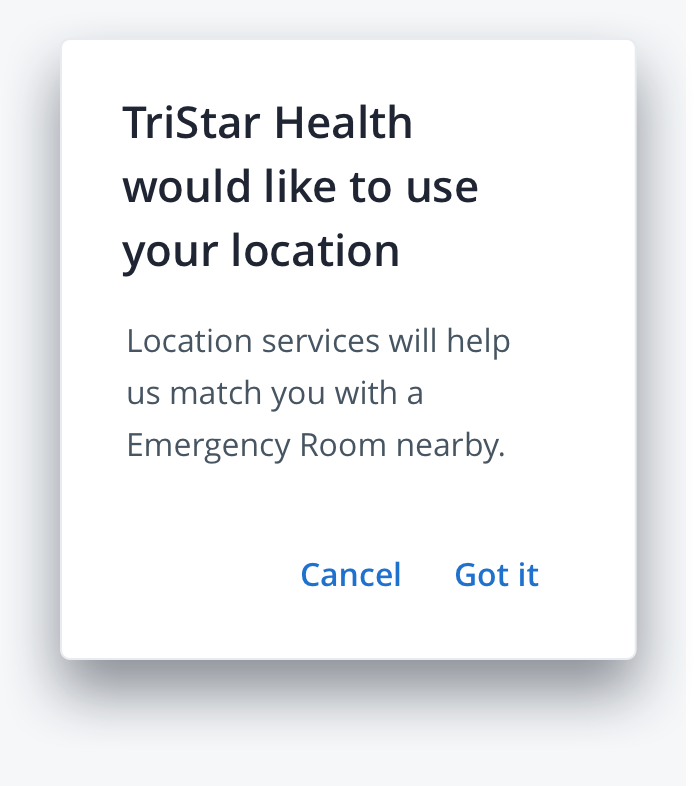 TriStar Health
would like to use
your location
Location services will help
us match you with a
Emergency Room nearby.
Cancel Got it